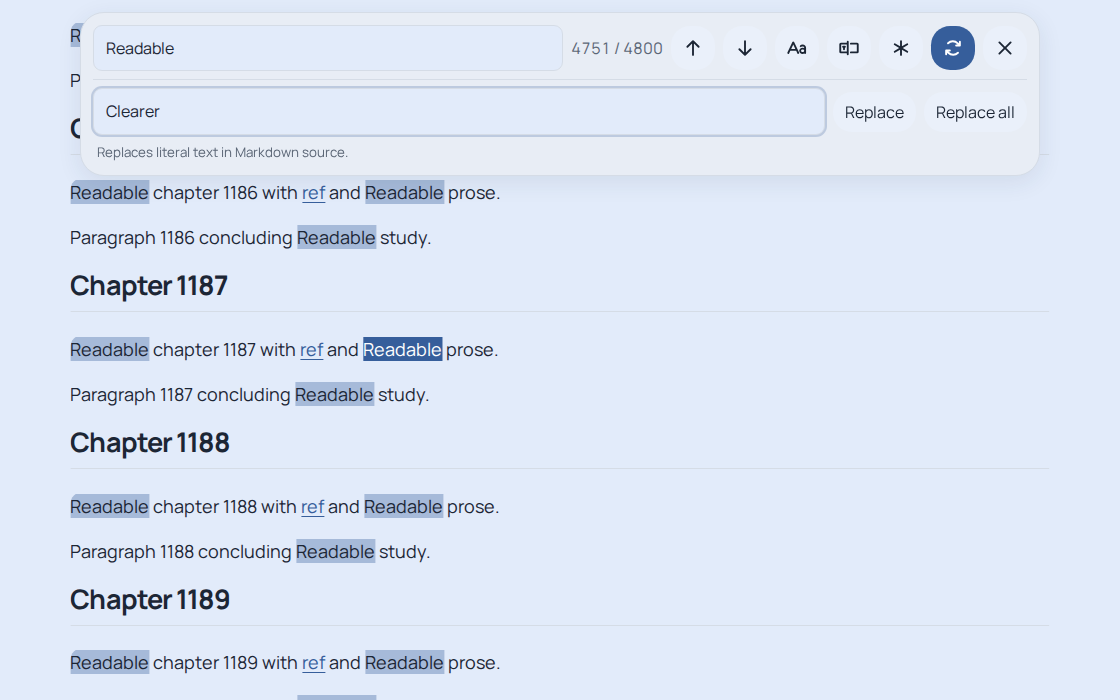 Readable
4751 / 4800
Aa
Clearer
Replace
Replace all
Replaces literal text in Markdown source.
Readable chapter 1186 with ref and Readable prose.
Paragraph 1186 concluding Readable study.
Chapter 1187
Readable chapter 1187 with ref and Readable prose.
Paragraph 1187 concluding Readable study.
Chapter 1188
Readable chapter 1188 with ref and Readable prose.
Paragraph 1188 concluding Readable study.
Chapter 1189
Readable chapter 1189 with ref and Readable prose.